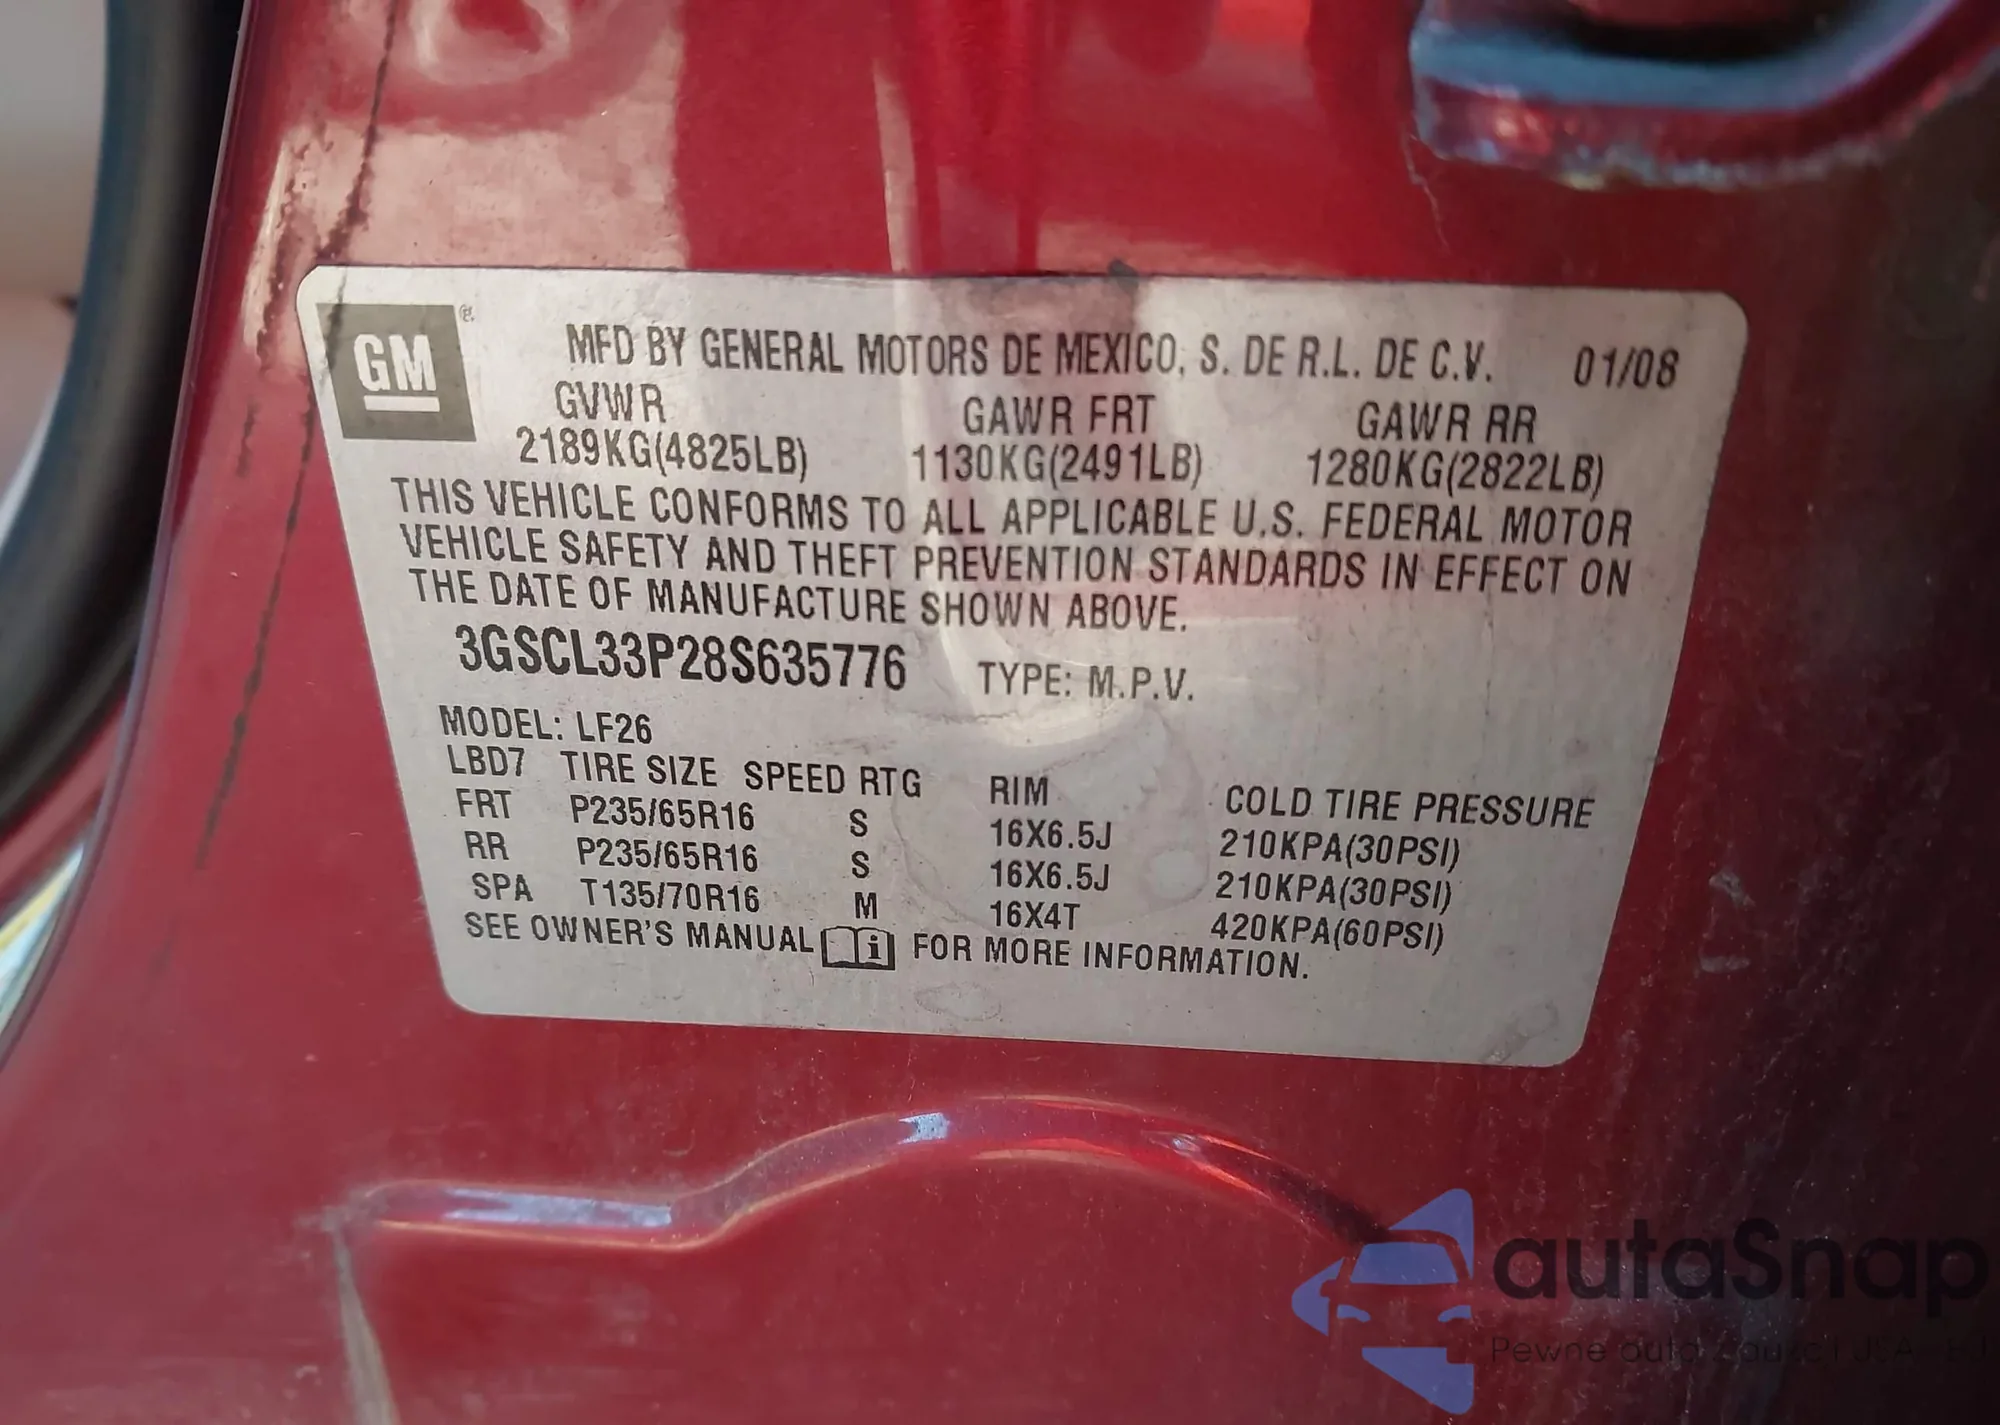 GM
MFD BY GENERAL MOTORS DE MEXICO, S. DE R.L. DE C.V. 01/08
GVWR GAWR FRT GAWR RR
2189KG(4825LB) 1130KG(2491LB) 1280KG(2822LB)
THIS VEHICLE CONFORMS TO ALL APPLICABLE U.S. FEDERAL MOTOR
VEHICLE SAFETY AND THEFT PREVENTION STANDARDS IN EFFECT ON
THE DATE OF MANUFACTURE SHOWN ABOVE.
3GSCL33P28S635776 TYPE: M.P.V.
MODEL: LF26
LBD7 TIRE SIZE SPEED RTG RIM COLD TIRE PRESSURE
FRT P235/65R16 S 16X6.5J 210KPA(30PSI)
RR P235/65R16 S 16X6.5J 210KPA(30PSI)
SPA T135/70R16 M 16X4T 420KPA(60PSI)
SEE OWNER'S MANUAL FOR MORE INFORMATION.
autaSnap
Pewne auta